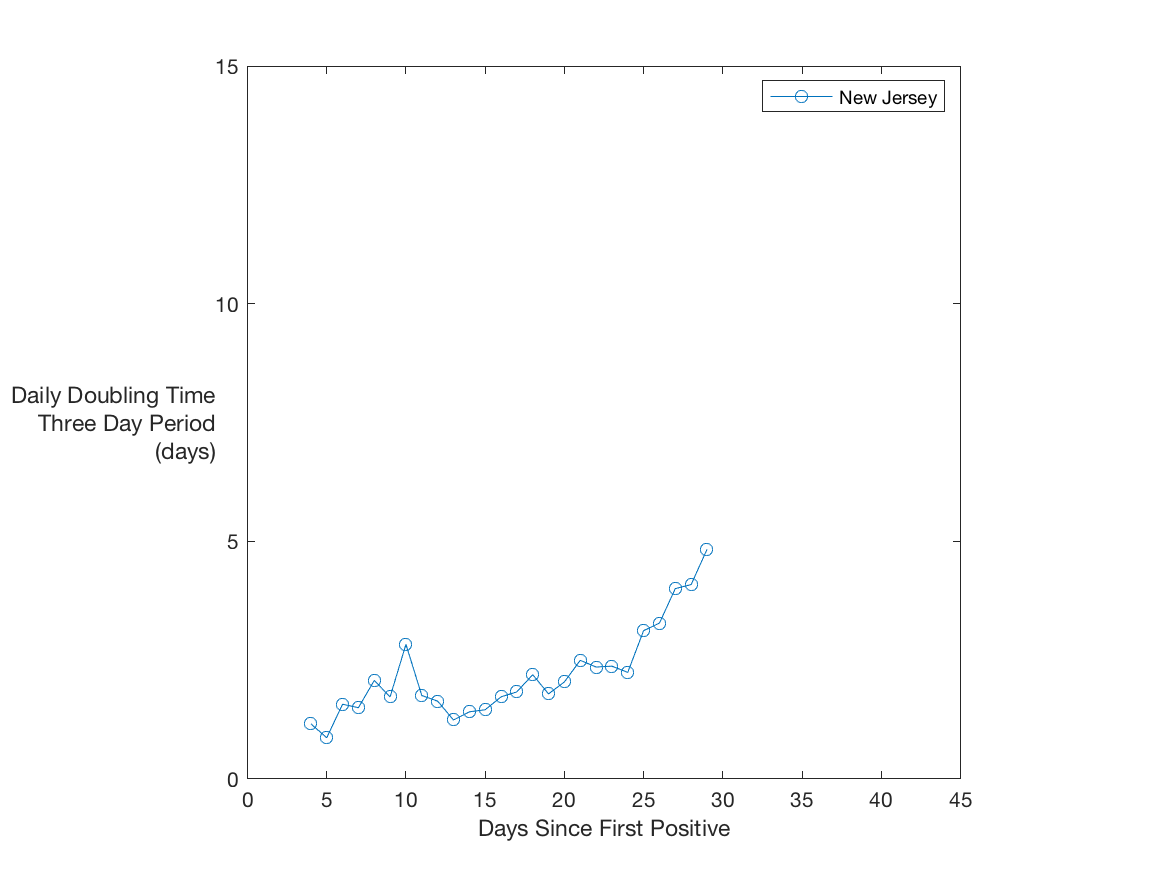 15
New Jersey
10
Daily Doubling Time
Three Day Period
(days)
5
0
0 5 10 15 20 25 30 35 40 45
Days Since First Positive